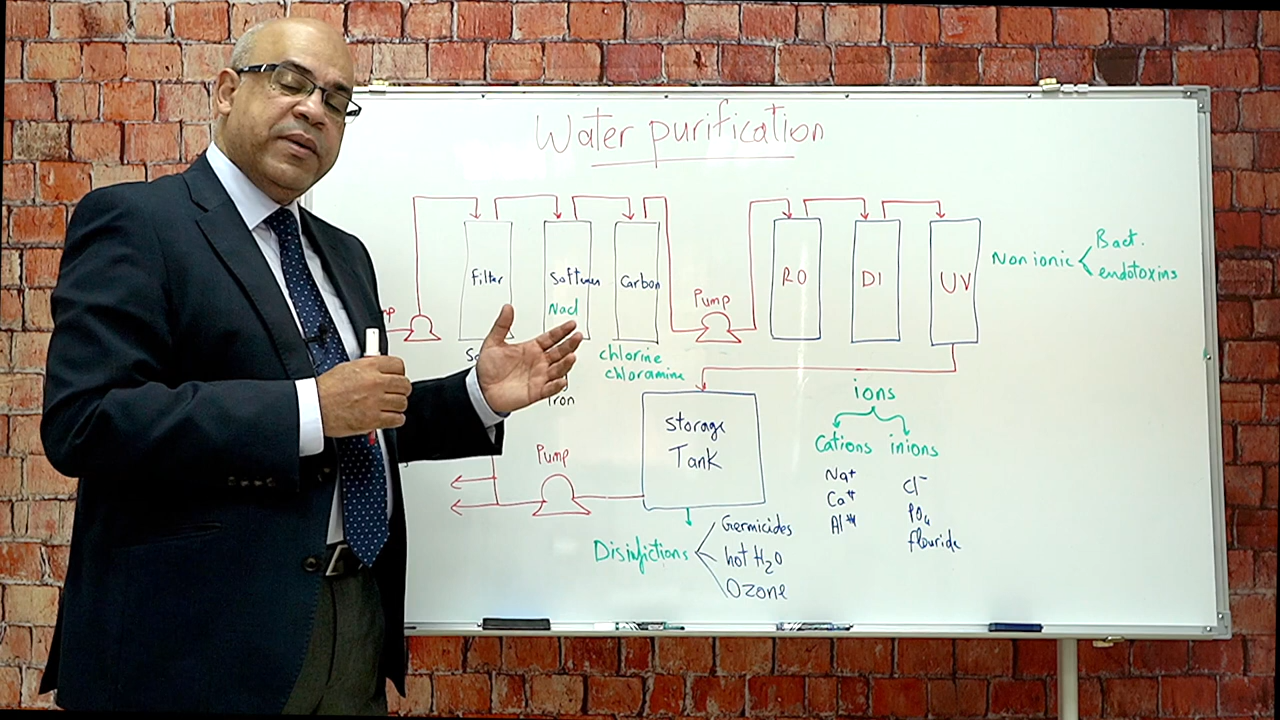 Water purification
filter
Softener
Nacl
Carbon
Pump
RO
DI
UV
Non ionic
Bact.
endotoxins
chlorine
chloramine
Iron
Storage
Tank
Pump
ions
Cations inions
Na⁺
Ca⁺⁺
Al⁺⁺⁺
Cl⁻
PO₄
flouride
Disinfictions
Germicides
hot H₂O
Ozone